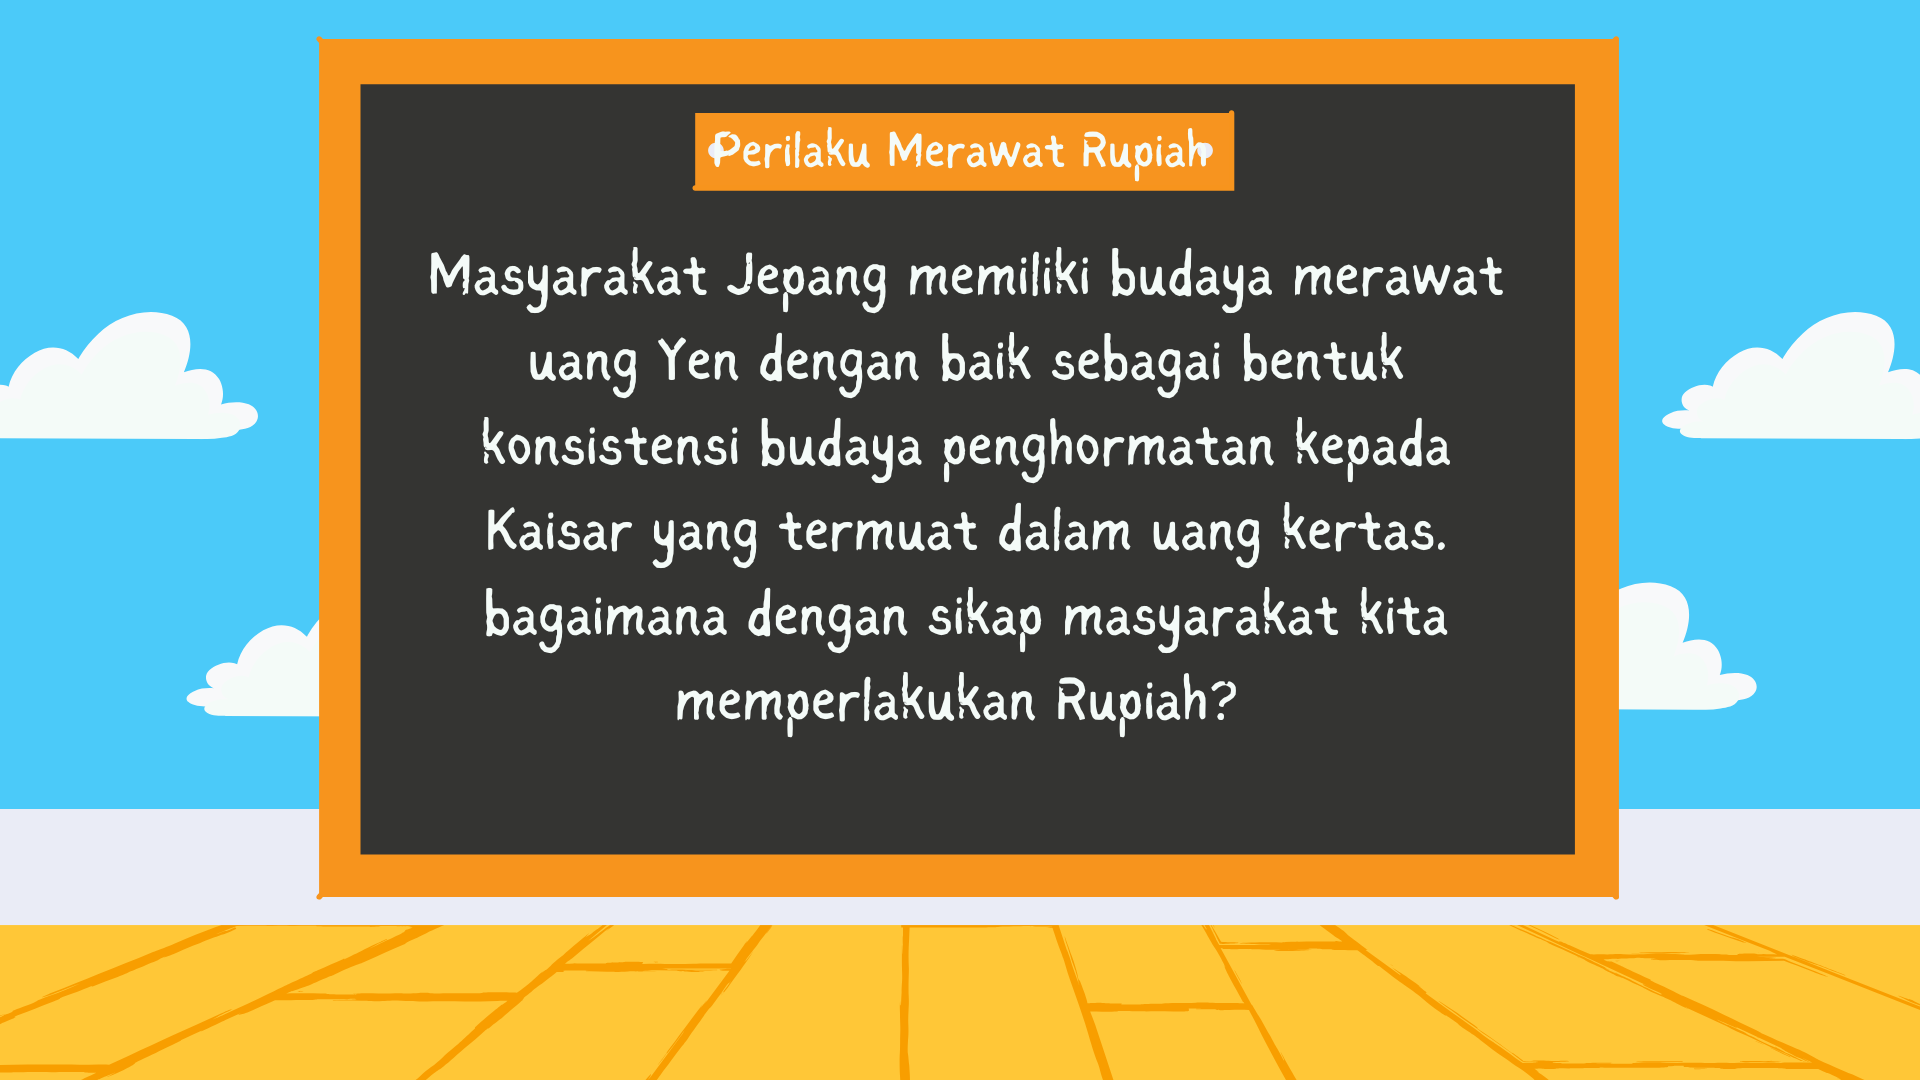 Perilaku Merawat Rupiah
Masyarakat Jepang memiliki budaya merawat
uang Yen dengan baik sebagai bentuk
konsistensi budaya penghormatan kepada
Kaisar yang termuat dalam uang kertas.
bagaimana dengan sikap masyarakat kita
memperlakukan Rupiah?